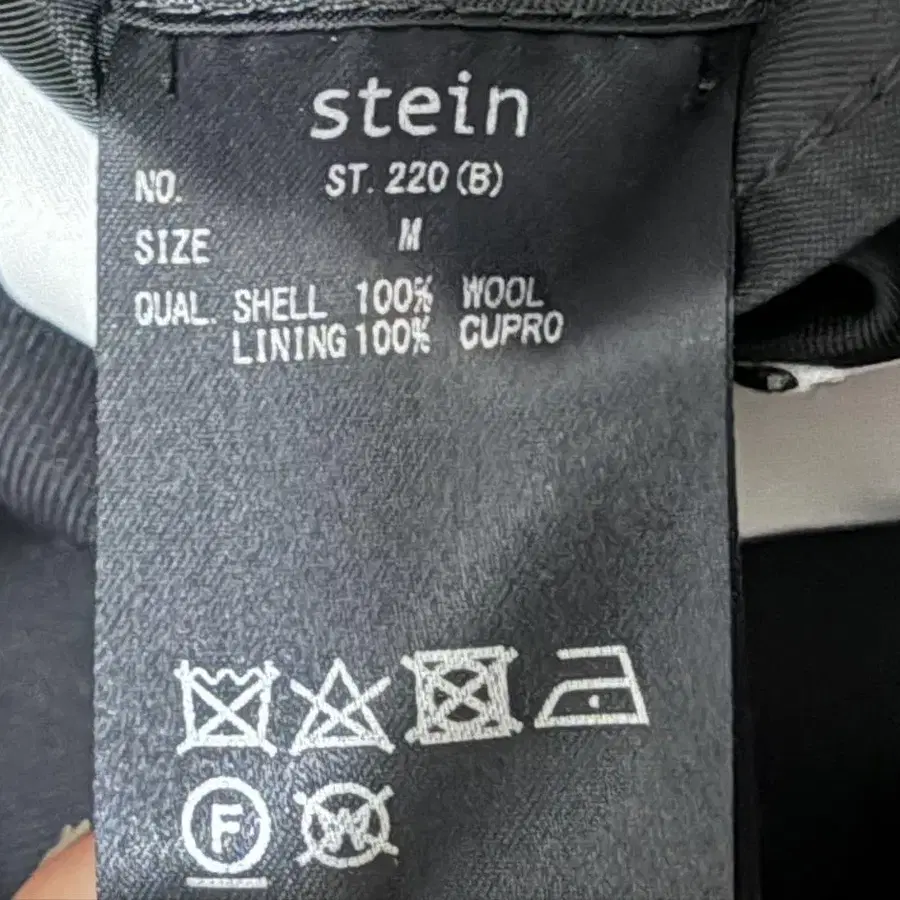 stein
NO. ST. 220 (B)
SIZE M
QUAL. SHELL 100% WOOL
LINING 100% CUPRO
F
W